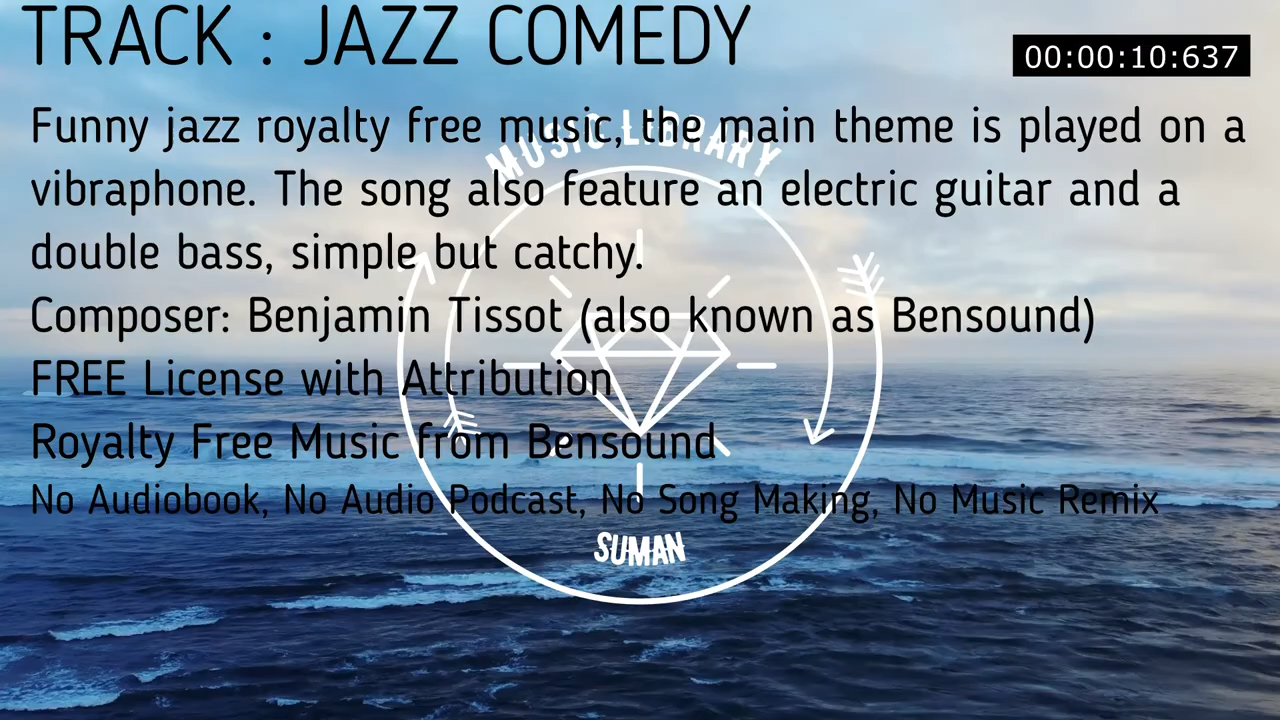 TRACK : JAZZ COMEDY
00:00:10:637
MUSIC LIBRARY
Funny jazz royalty free music, the main theme is played on a
vibraphone. The song also feature an electric guitar and a
double bass, simple but catchy.
Composer: Benjamin Tissot (also known as Bensound)
FREE License with Attribution
Royalty Free Music from Bensound
No Audiobook, No Audio Podcast, No Song Making, No Music Remix
SUMAN